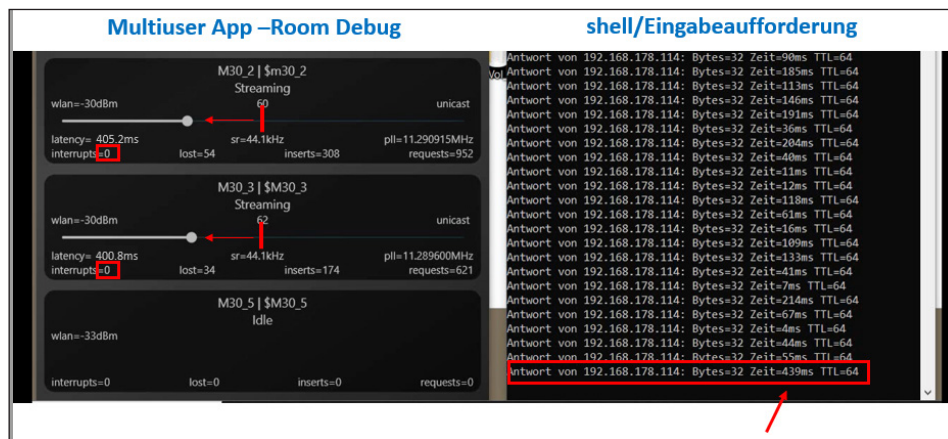 Multiuser App –Room Debug
M30_2 | $m30_2
Streaming
wlan=-30dBm 60 unicast
latency= 405.2ms sr=44.1kHz pll=11.290915MHz
interrupts=0 lost=54 inserts=308 requests=952
M30_3 | $M30_3
Streaming
wlan=-30dBm 62 unicast
latency= 400.8ms sr=44.1kHz pll=11.289600MHz
interrupts=0 lost=34 inserts=174 requests=621
M30_5 | $M30_5
Idle
wlan=-33dBm
interrupts=0 lost=0 inserts=0 requests=0
Vol
shell/Eingabeaufforderung
Antwort von 192.168.178.114: Bytes=32 Zeit=90ms TTL=64
Antwort von 192.168.178.114: Bytes=32 Zeit=185ms TTL=64
Antwort von 192.168.178.114: Bytes=32 Zeit=113ms TTL=64
Antwort von 192.168.178.114: Bytes=32 Zeit=146ms TTL=64
Antwort von 192.168.178.114: Bytes=32 Zeit=191ms TTL=64
Antwort von 192.168.178.114: Bytes=32 Zeit=36ms TTL=64
Antwort von 192.168.178.114: Bytes=32 Zeit=204ms TTL=64
Antwort von 192.168.178.114: Bytes=32 Zeit=40ms TTL=64
Antwort von 192.168.178.114: Bytes=32 Zeit=11ms TTL=64
Antwort von 192.168.178.114: Bytes=32 Zeit=12ms TTL=64
Antwort von 192.168.178.114: Bytes=32 Zeit=118ms TTL=64
Antwort von 192.168.178.114: Bytes=32 Zeit=61ms TTL=64
Antwort von 192.168.178.114: Bytes=32 Zeit=16ms TTL=64
Antwort von 192.168.178.114: Bytes=32 Zeit=109ms TTL=64
Antwort von 192.168.178.114: Bytes=32 Zeit=133ms TTL=64
Antwort von 192.168.178.114: Bytes=32 Zeit=41ms TTL=64
Antwort von 192.168.178.114: Bytes=32 Zeit=7ms TTL=64
Antwort von 192.168.178.114: Bytes=32 Zeit=214ms TTL=64
Antwort von 192.168.178.114: Bytes=32 Zeit=67ms TTL=64
Antwort von 192.168.178.114: Bytes=32 Zeit=4ms TTL=64
Antwort von 192.168.178.114: Bytes=32 Zeit=44ms TTL=64
Antwort von 192.168.178.114: Bytes=32 Zeit=55ms TTL=64
Antwort von 192.168.178.114: Bytes=32 Zeit=439ms TTL=64